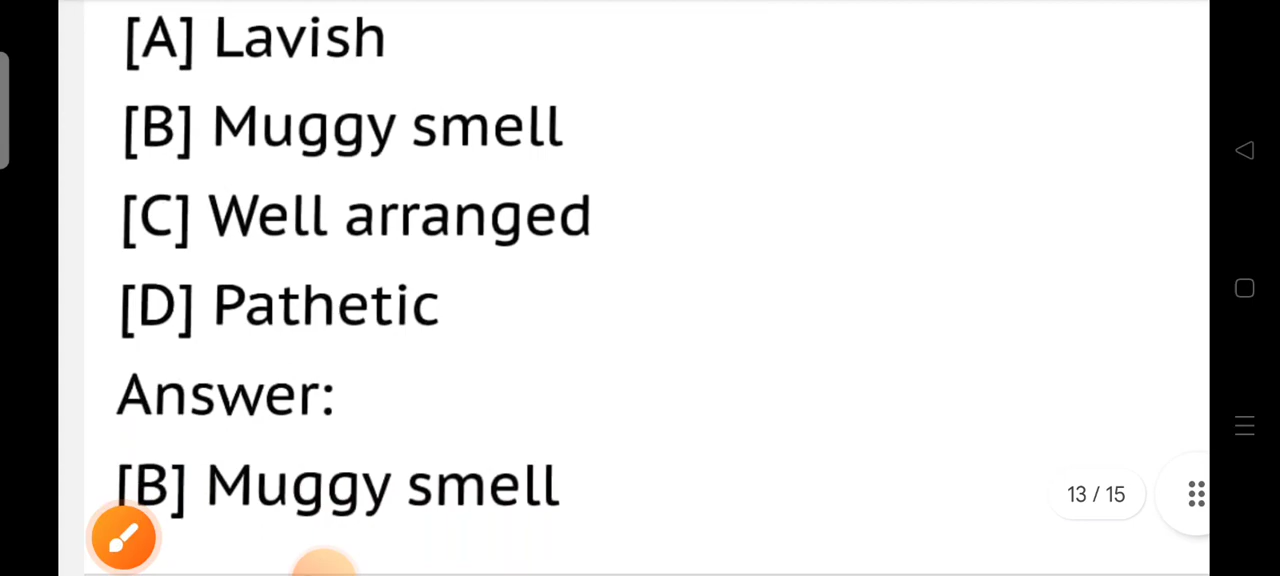 [A] Lavish
[B] Muggy smell
[C] Well arranged
[D] Pathetic
Answer:
[B] Muggy smell
13 / 15